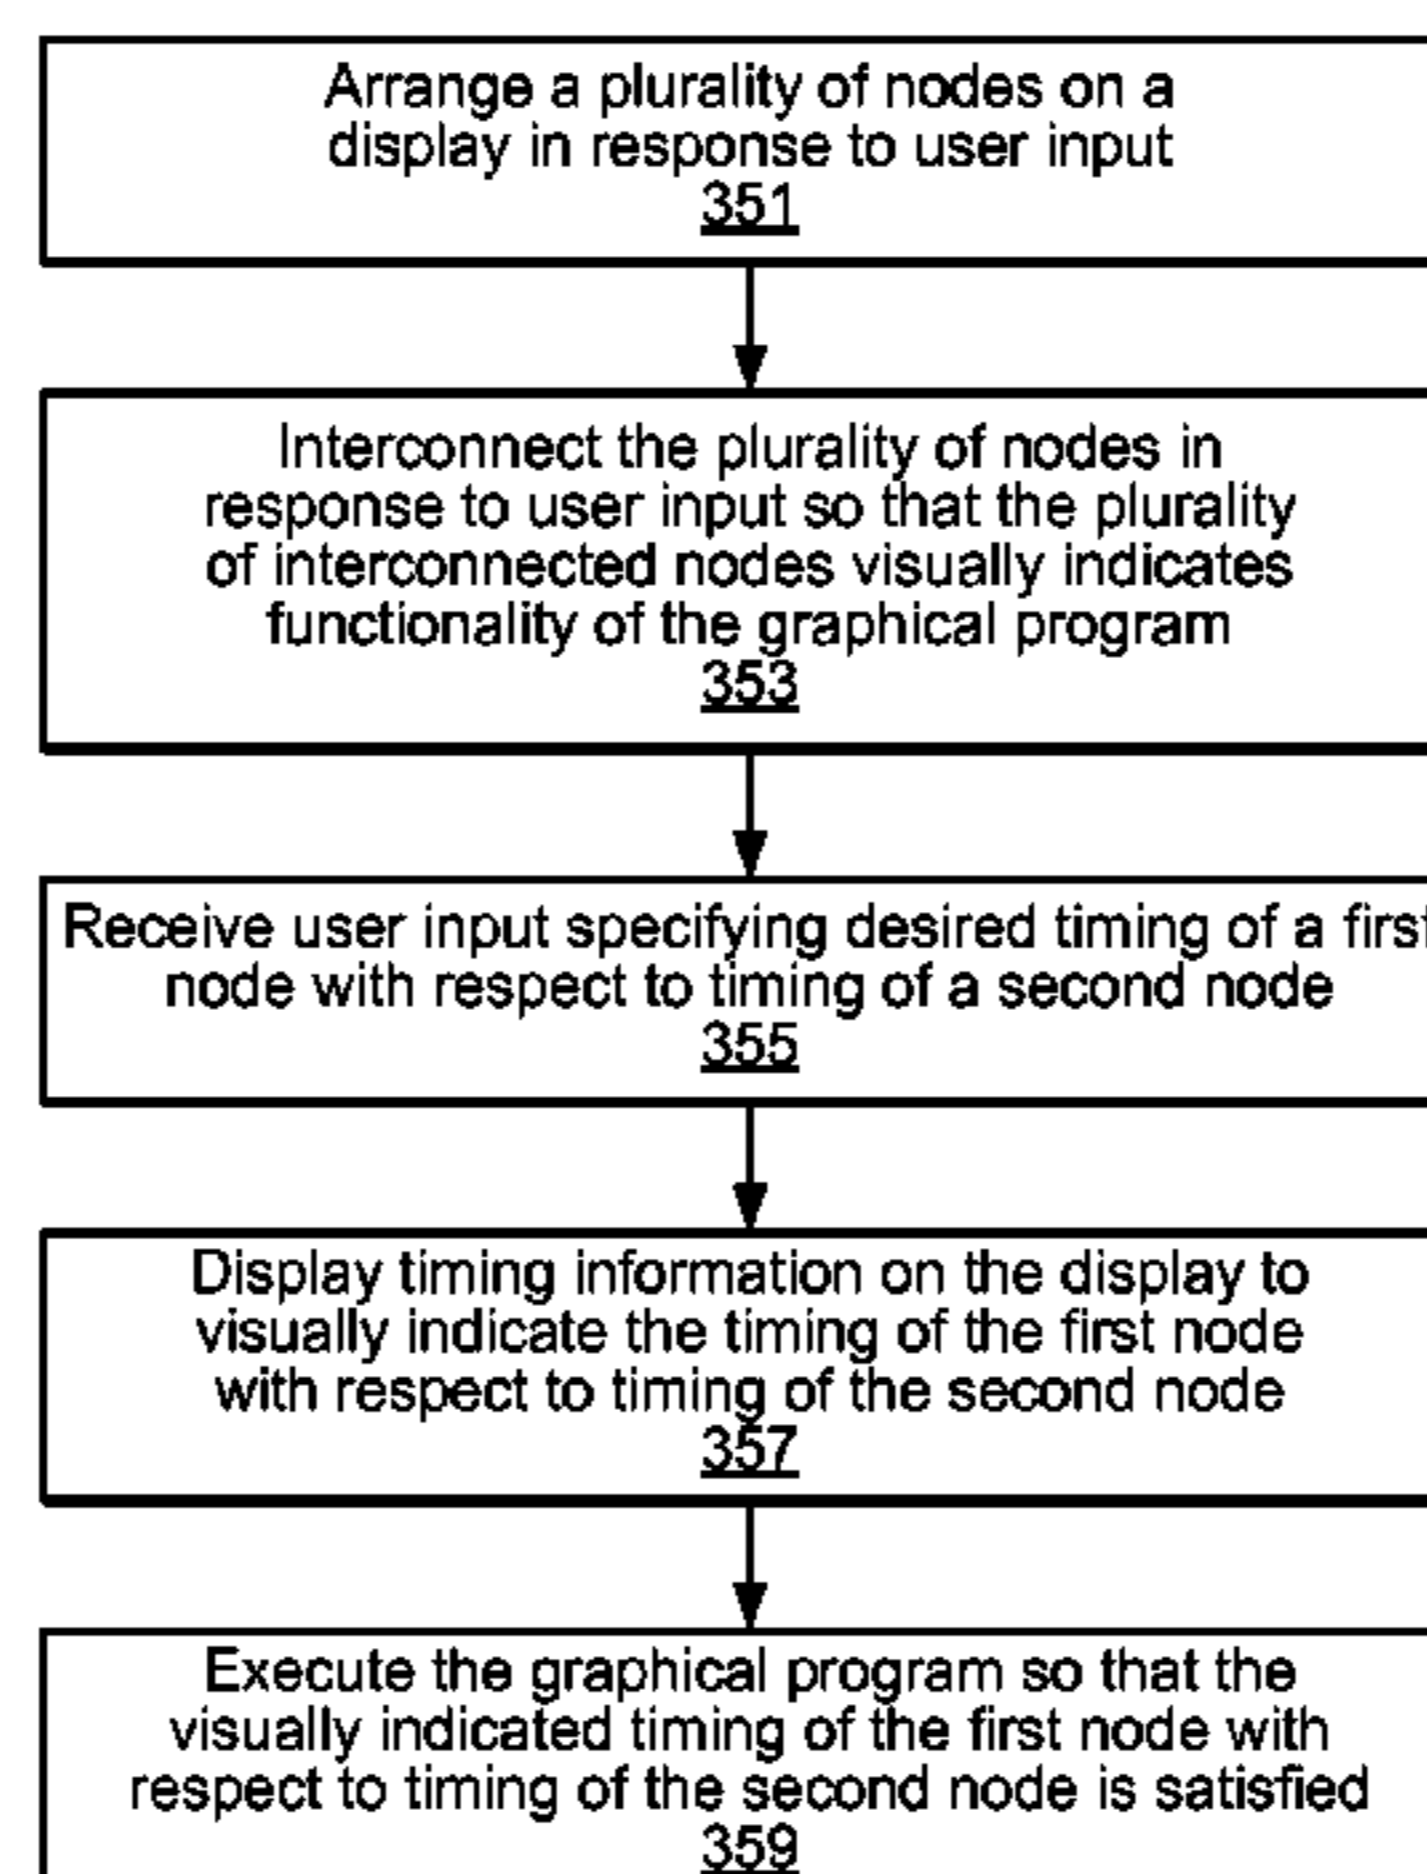 Arrange a plurality of nodes on a
display in response to user input
351
Interconnect the plurality of nodes in
response to user input so that the plurality
of interconnected nodes visually indicates
functionality of the graphical program
353
Receive user input specifying desired timing of a first
node with respect to timing of a second node
355
Display timing information on the display to
visually indicate the timing of the first node
with respect to timing of the second node
357
Execute the graphical program so that the
visually indicated timing of the first node with
respect to timing of the second node is satisfied
359